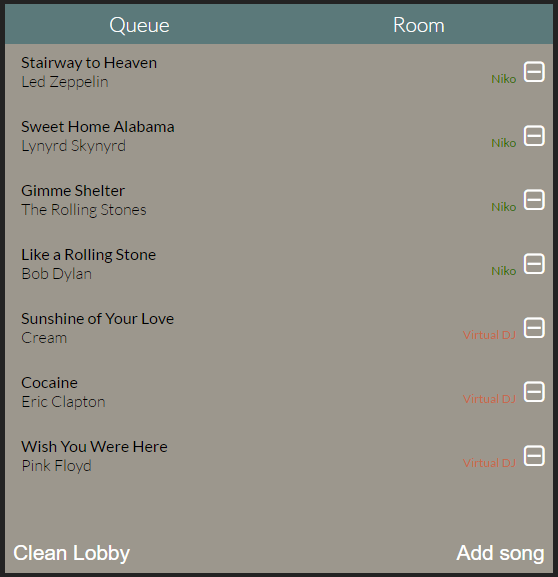 Queue Room
Stairway to Heaven
Led Zeppelin
Niko
Sweet Home Alabama
Lynyrd Skynyrd
Niko
Gimme Shelter
The Rolling Stones
Niko
Like a Rolling Stone
Bob Dylan
Niko
Sunshine of Your Love
Cream
Virtual DJ
Cocaine
Eric Clapton
Virtual DJ
Wish You Were Here
Pink Floyd
Virtual DJ
Clean Lobby Add song